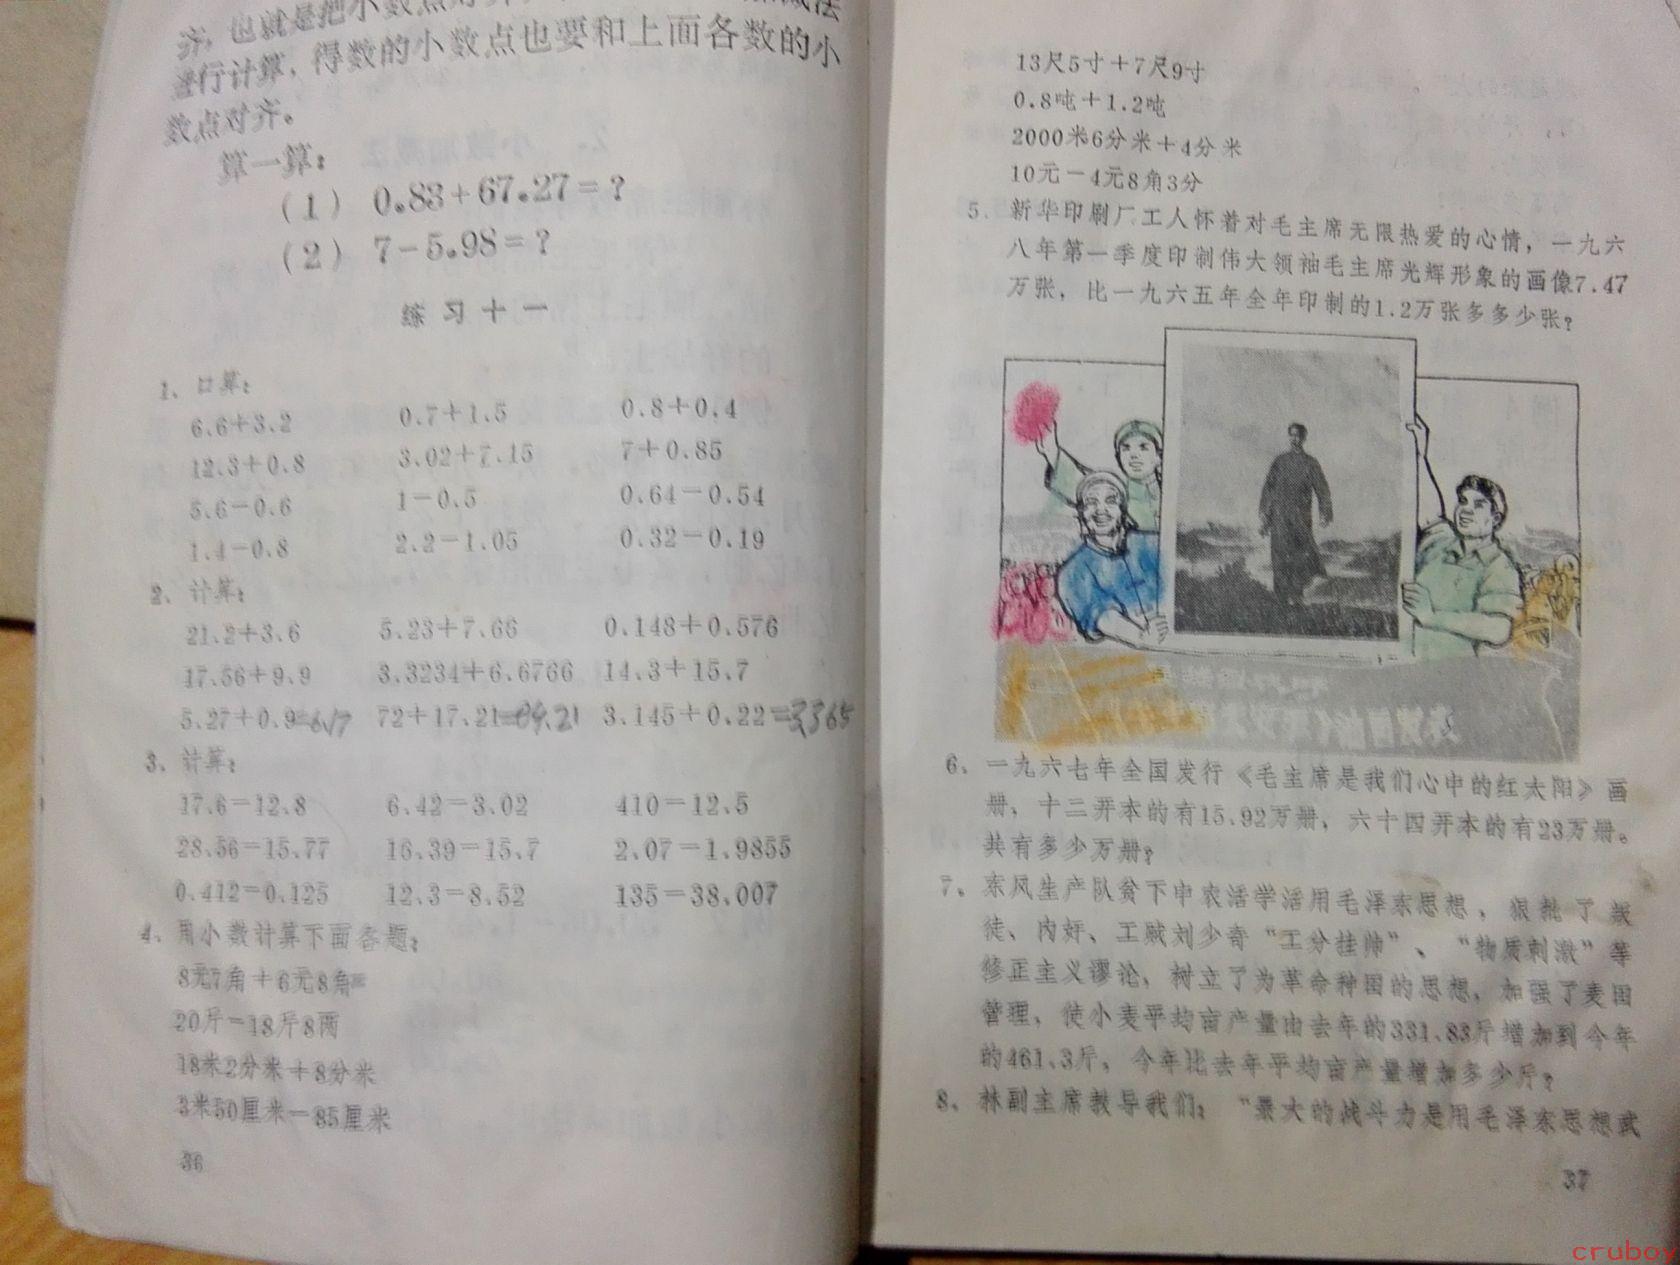 齐，也就是把小数点对齐，
进行计算，得数的小数点也要和上面各数的小
数点对齐。
算一算：
(1) 0.83+67.27=？
(2) 7-5.98=？
练习十一
1、口算：
6.6+3.2 0.7+1.5 0.8+0.4
12.3+0.8 3.02+7.15 7+0.85
5.6-0.6 1-0.5 0.64-0.54
1.4-0.8 2.2-1.05 0.32-0.19
2、计算：
21.2+3.6 5.23+7.66 0.148+0.576
17.56+9.9 3.3234+6.6766 14.3+15.7
5.27+0.9=6.17 72+17.21=89.21 3.145+0.22=3.365
3、计算：
17.6-12.8 6.42-3.02 410-12.5
28.56-15.77 16.39-15.7 2.07-1.9855
0.412-0.125 12.3-8.52 135-38.007
4、用小数计算下面各题：
8元7角+6元8角=
20斤-18斤8两
18米2分米+8分米
3米50厘米-85厘米
36
13尺5寸+7尺9寸
0.8吨+1.2吨
2000米6分米+4分米
10元-4元8角3分
5、新华印刷厂工人怀着对毛主席无限热爱的心情，一九六
八年第一季度印制伟大领袖毛主席光辉形象的画像7.47
万张，比一九六五年全年印制的1.2万张多多少张？
6、一九六七年全国发行《毛主席是我们心中的红太阳》画
册，十二开本的有15.92万册，六十四开本的有23万册。
共有多少万册？
7、东风生产队贫下中农活学活用毛泽东思想，狠批了叛
徒、内奸、工贼刘少奇“工分挂帅”、“物质刺激”等
修正主义谬论，树立了为革命种田的思想，加强了麦田
管理，使小麦平均亩产量由去年的331.83斤增加到今年
的461.3斤，今年比去年平均亩产量增加多少斤？
8、林副主席教导我们：“最大的战斗力是用毛泽东思想武
37
cruboy